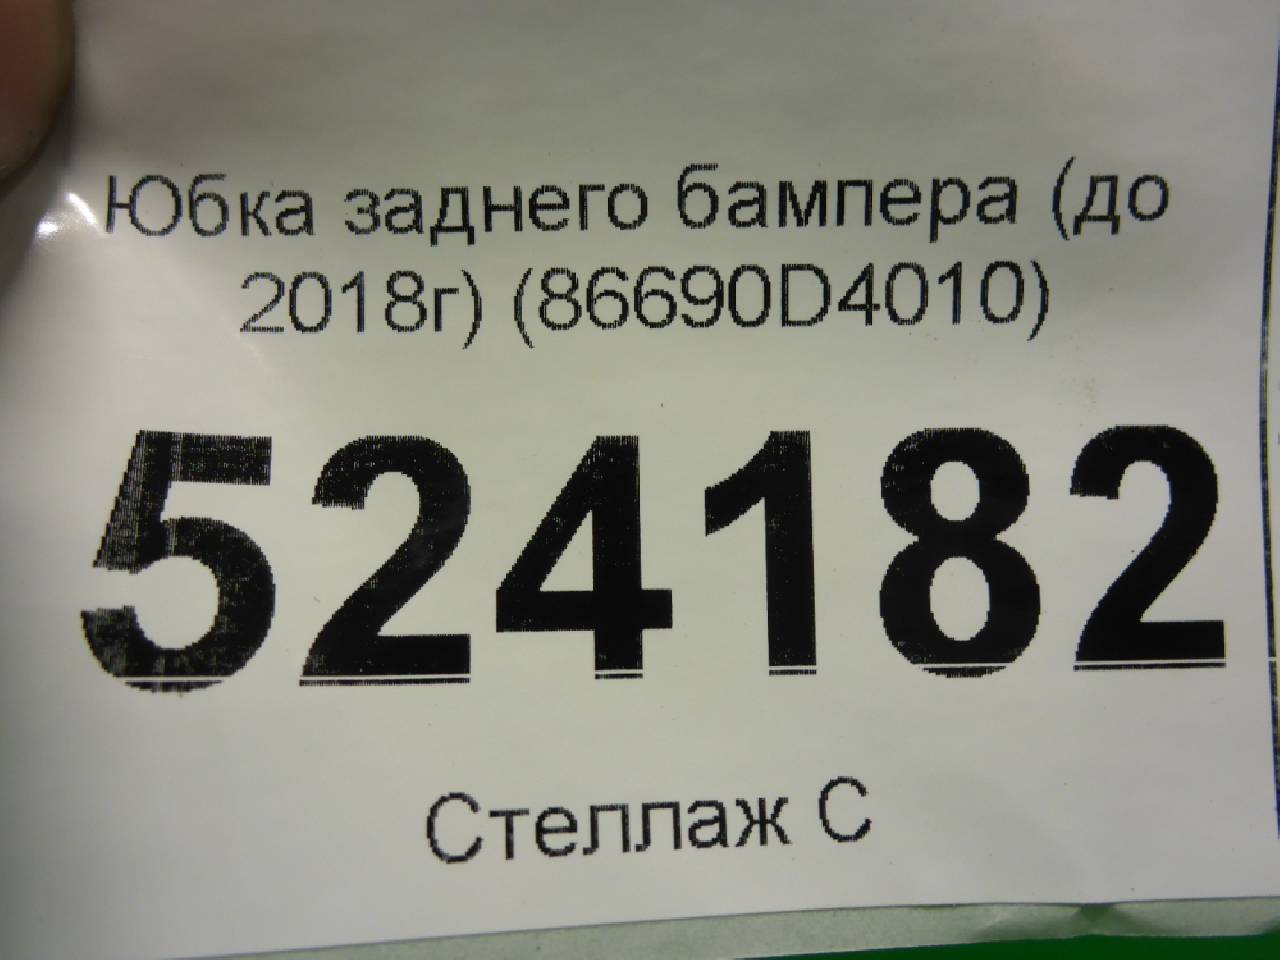 Юбка заднего бампера (до
2018г) (86690D4010)
524182
Стеллаж С